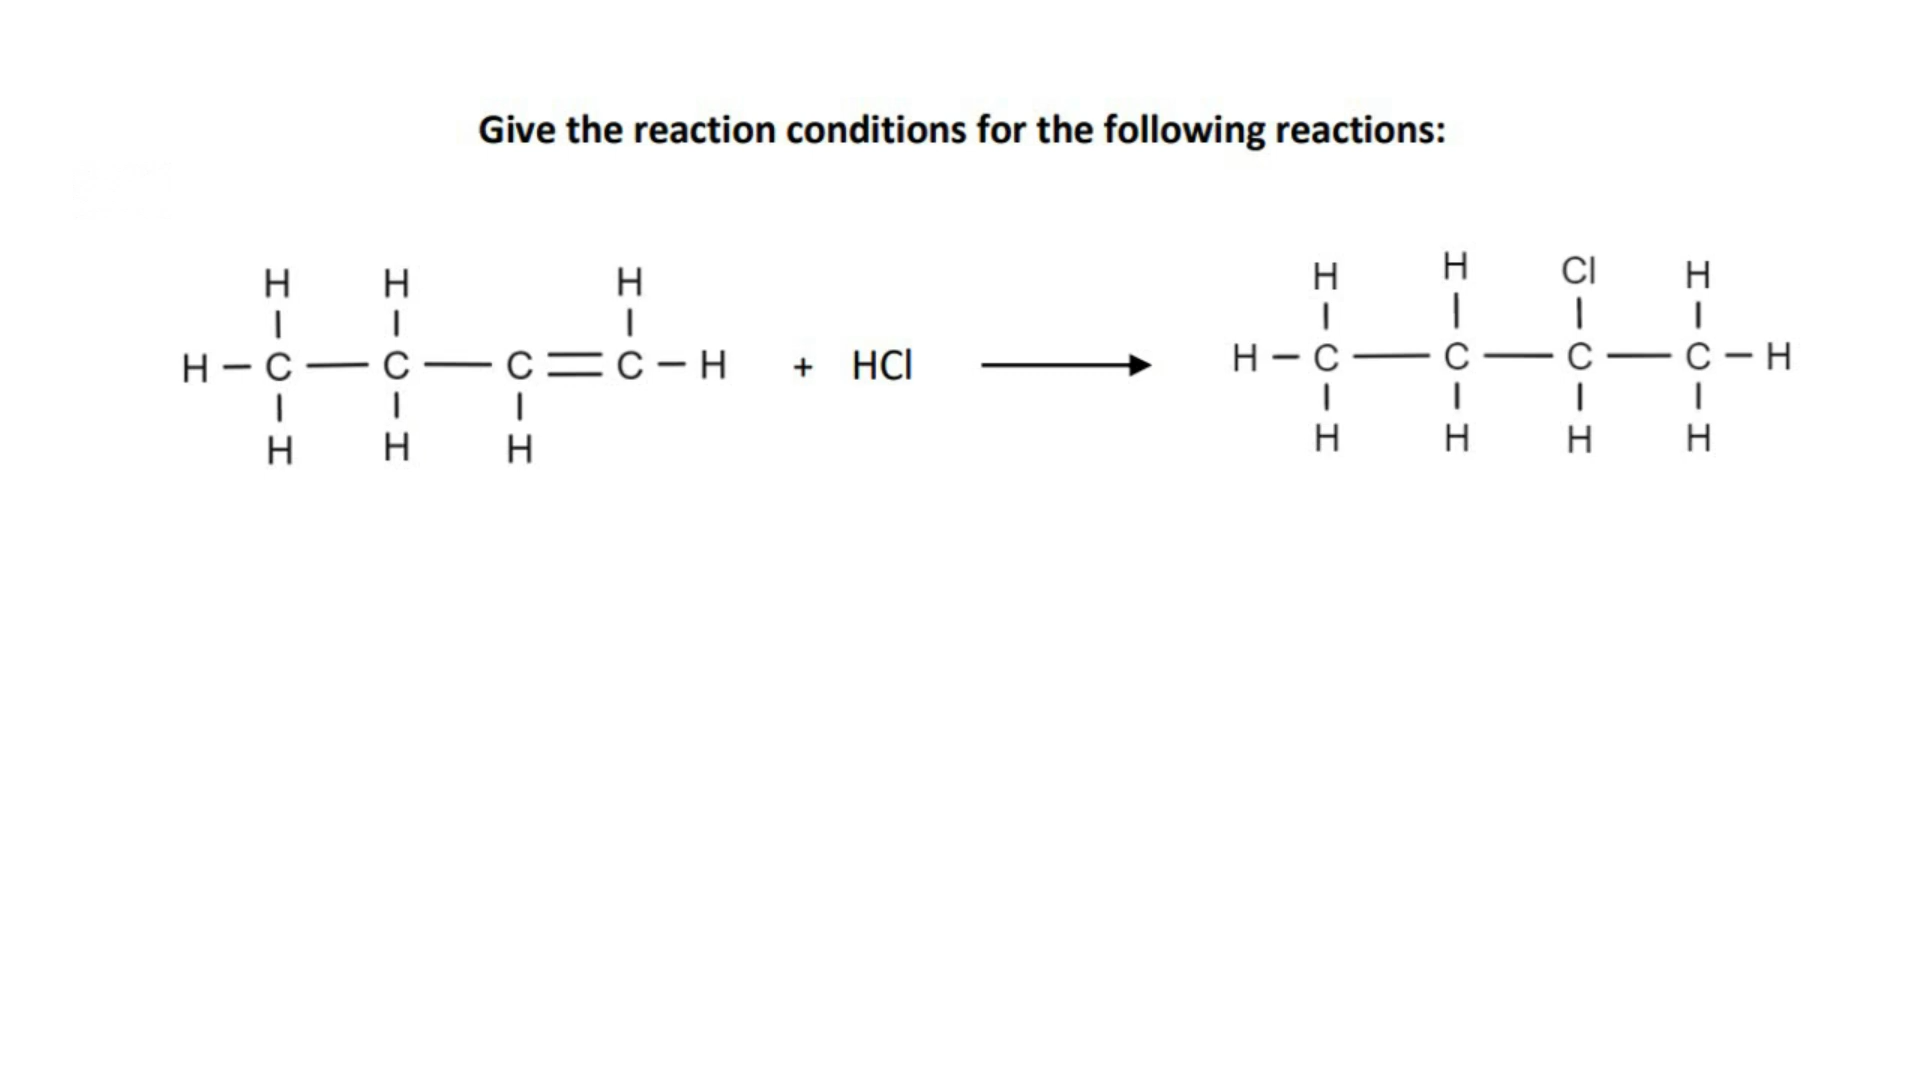 Give the reaction conditions for the following reactions:
H H H
H – C — C — C = C – H + HCl
H H H
H H Cl H
H – C — C — C — C – H
H H H H